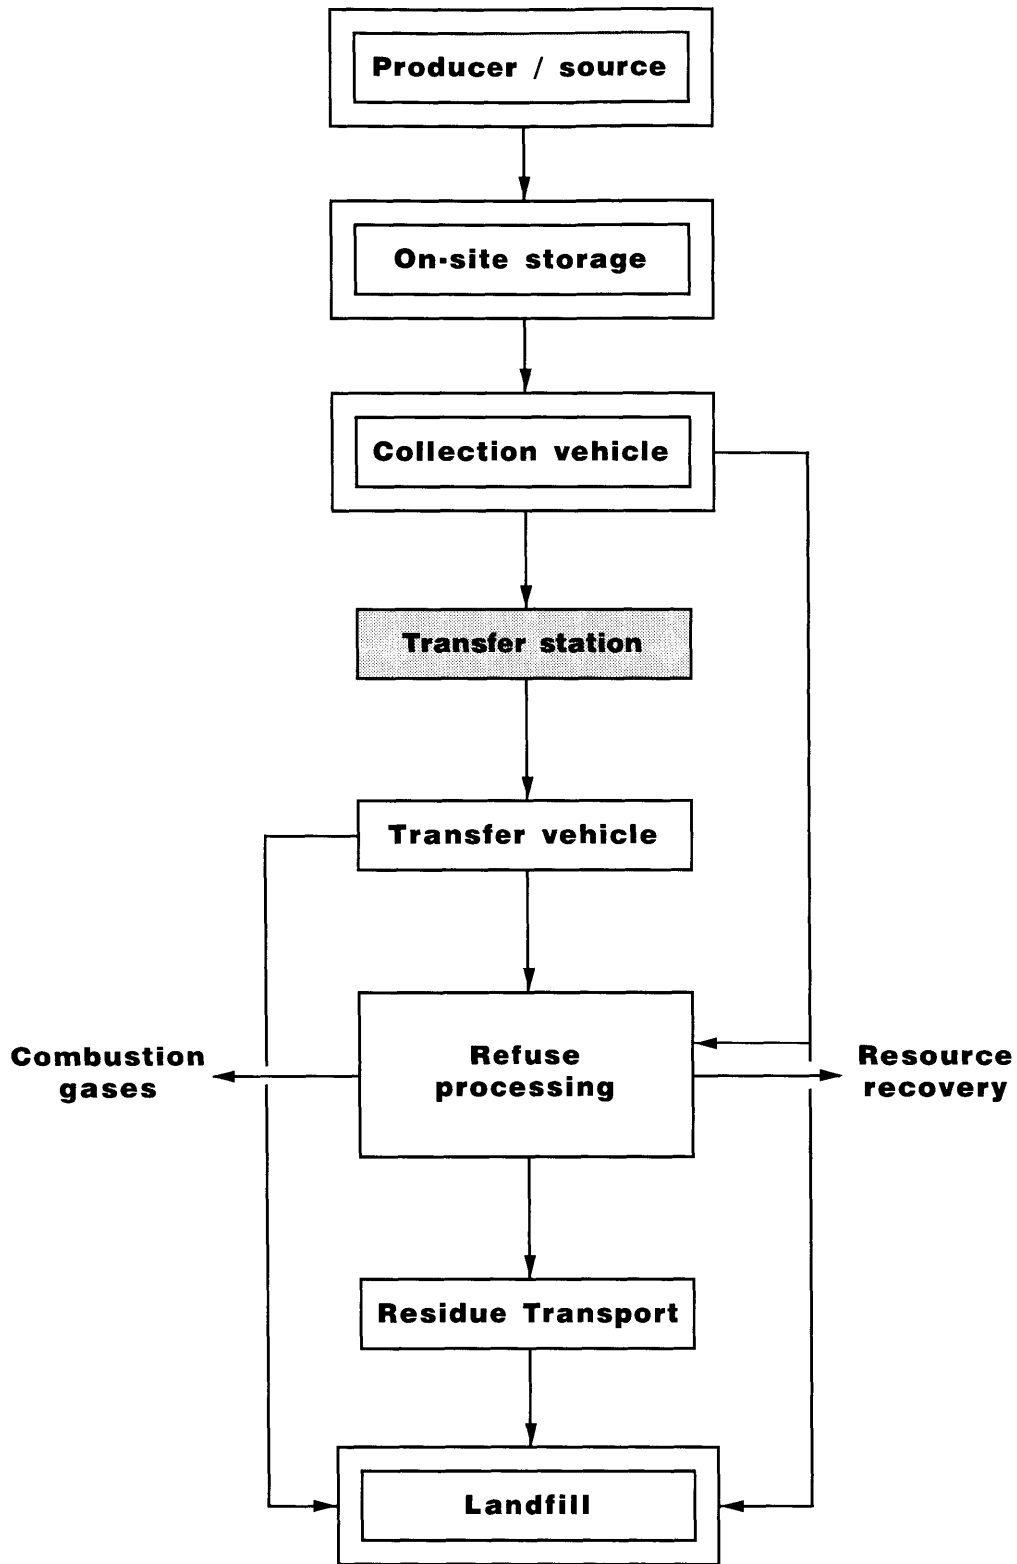 Producer / source
On-site storage
Collection vehicle
Transfer station
Transfer vehicle
Combustion
gases
Refuse
processing
Resource
recovery
Residue Transport
Landfill